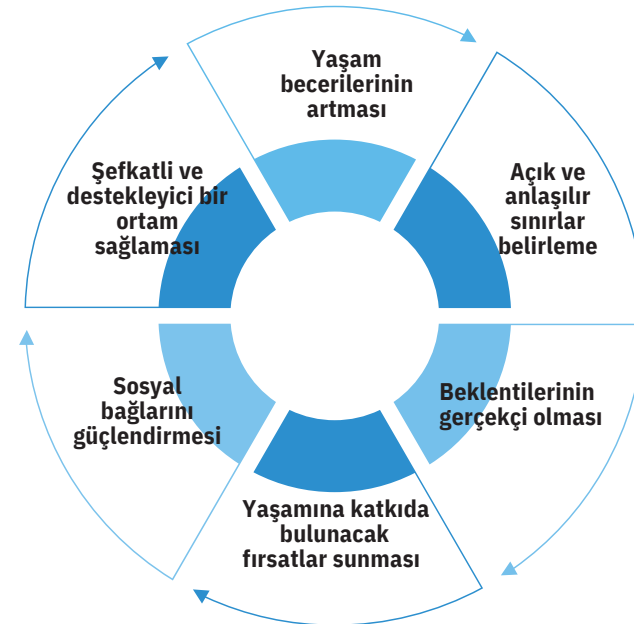 Yaşam
becerilerinin
artması
Açık ve
anlaşılır
sınırlar
belirleme
Beklentilerinin
gerçekçi olması
Yaşamına katkıda
bulunacak
fırsatlar sunması
Sosyal
bağlarını
güçlendirmesi
Şefkatli ve
destekleyici bir
ortam
sağlaması